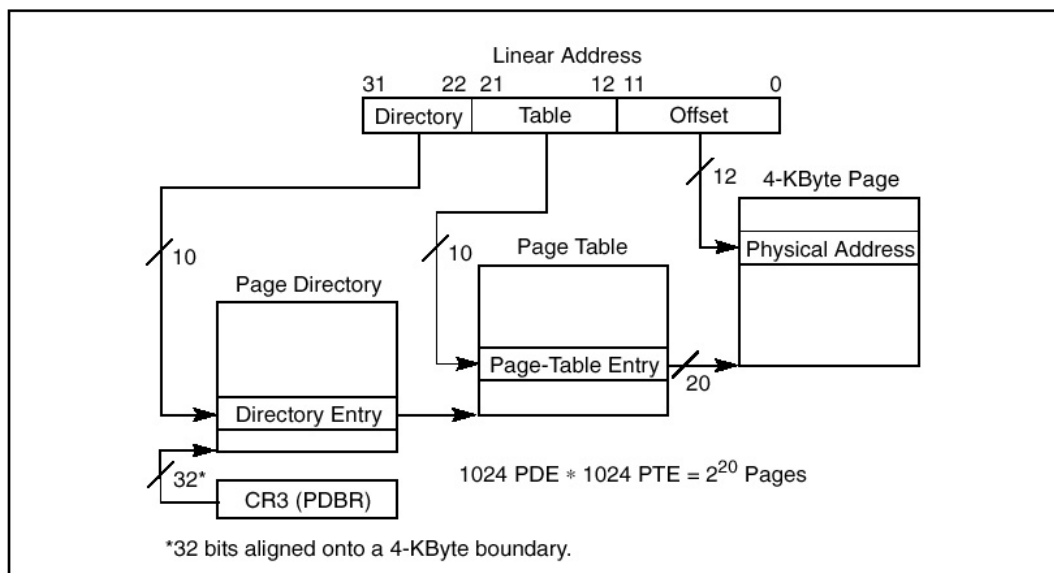 Linear Address
31 22 21 12 11 0
Directory Table Offset
12
4-KByte Page
Physical Address
10
10
Page Table
Page Directory
Page-Table Entry
20
Directory Entry
32*
CR3 (PDBR)
1024 PDE ∗ 1024 PTE = 2²⁰ Pages
*32 bits aligned onto a 4-KByte boundary.